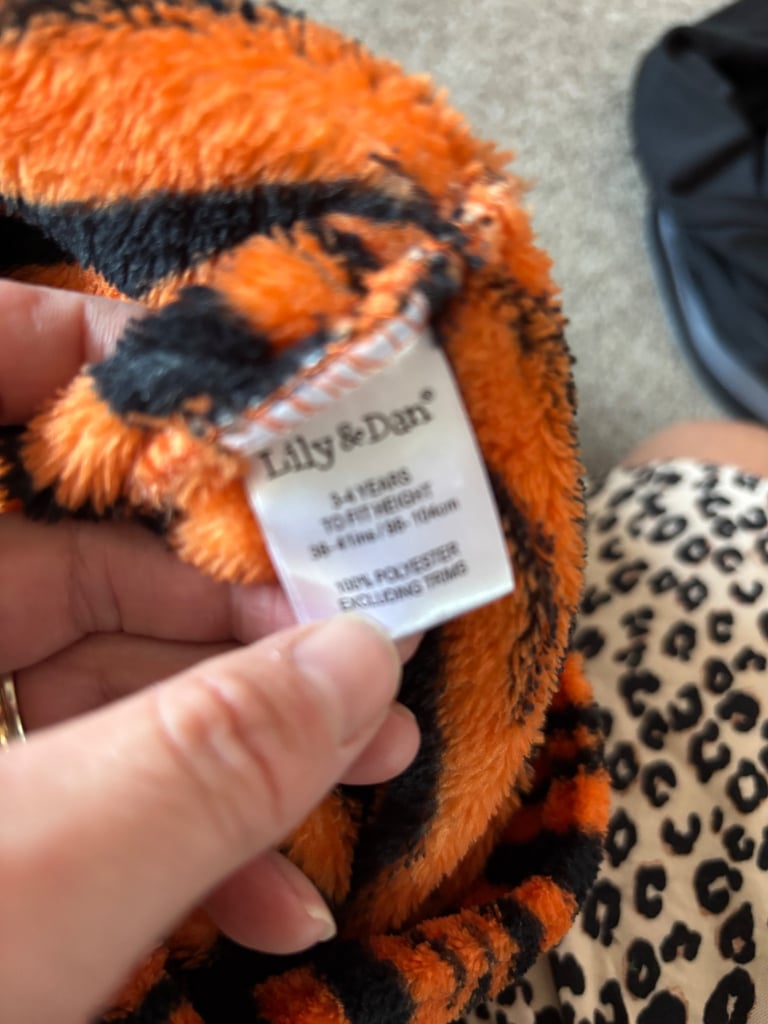 Lily & Dan®
3-4 YEARS
TO FIT HEIGHT
38-41ins / 98-104cm
100% POLYESTER
EXCLUDING TRIMS